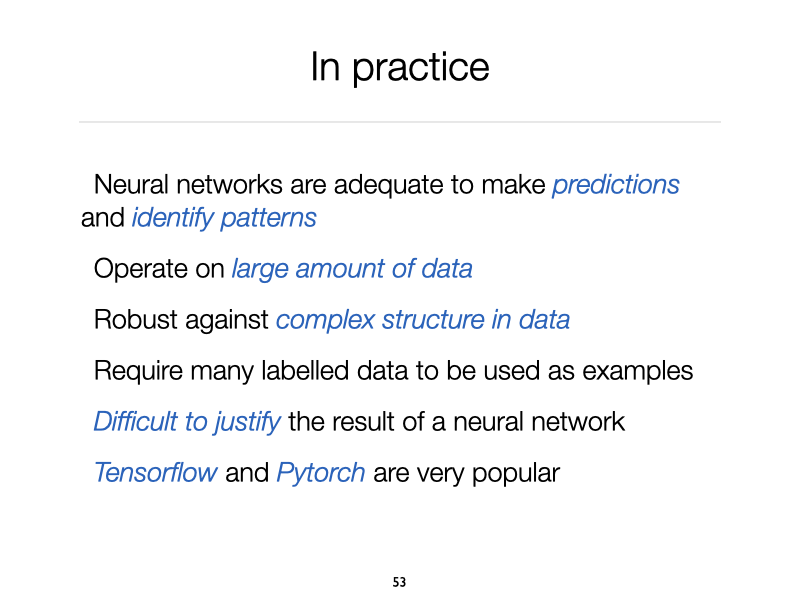 In practice
Neural networks are adequate to make predictions
and identify patterns
Operate on large amount of data
Robust against complex structure in data
Require many labelled data to be used as examples
Difficult to justify the result of a neural network
Tensorflow and Pytorch are very popular
53